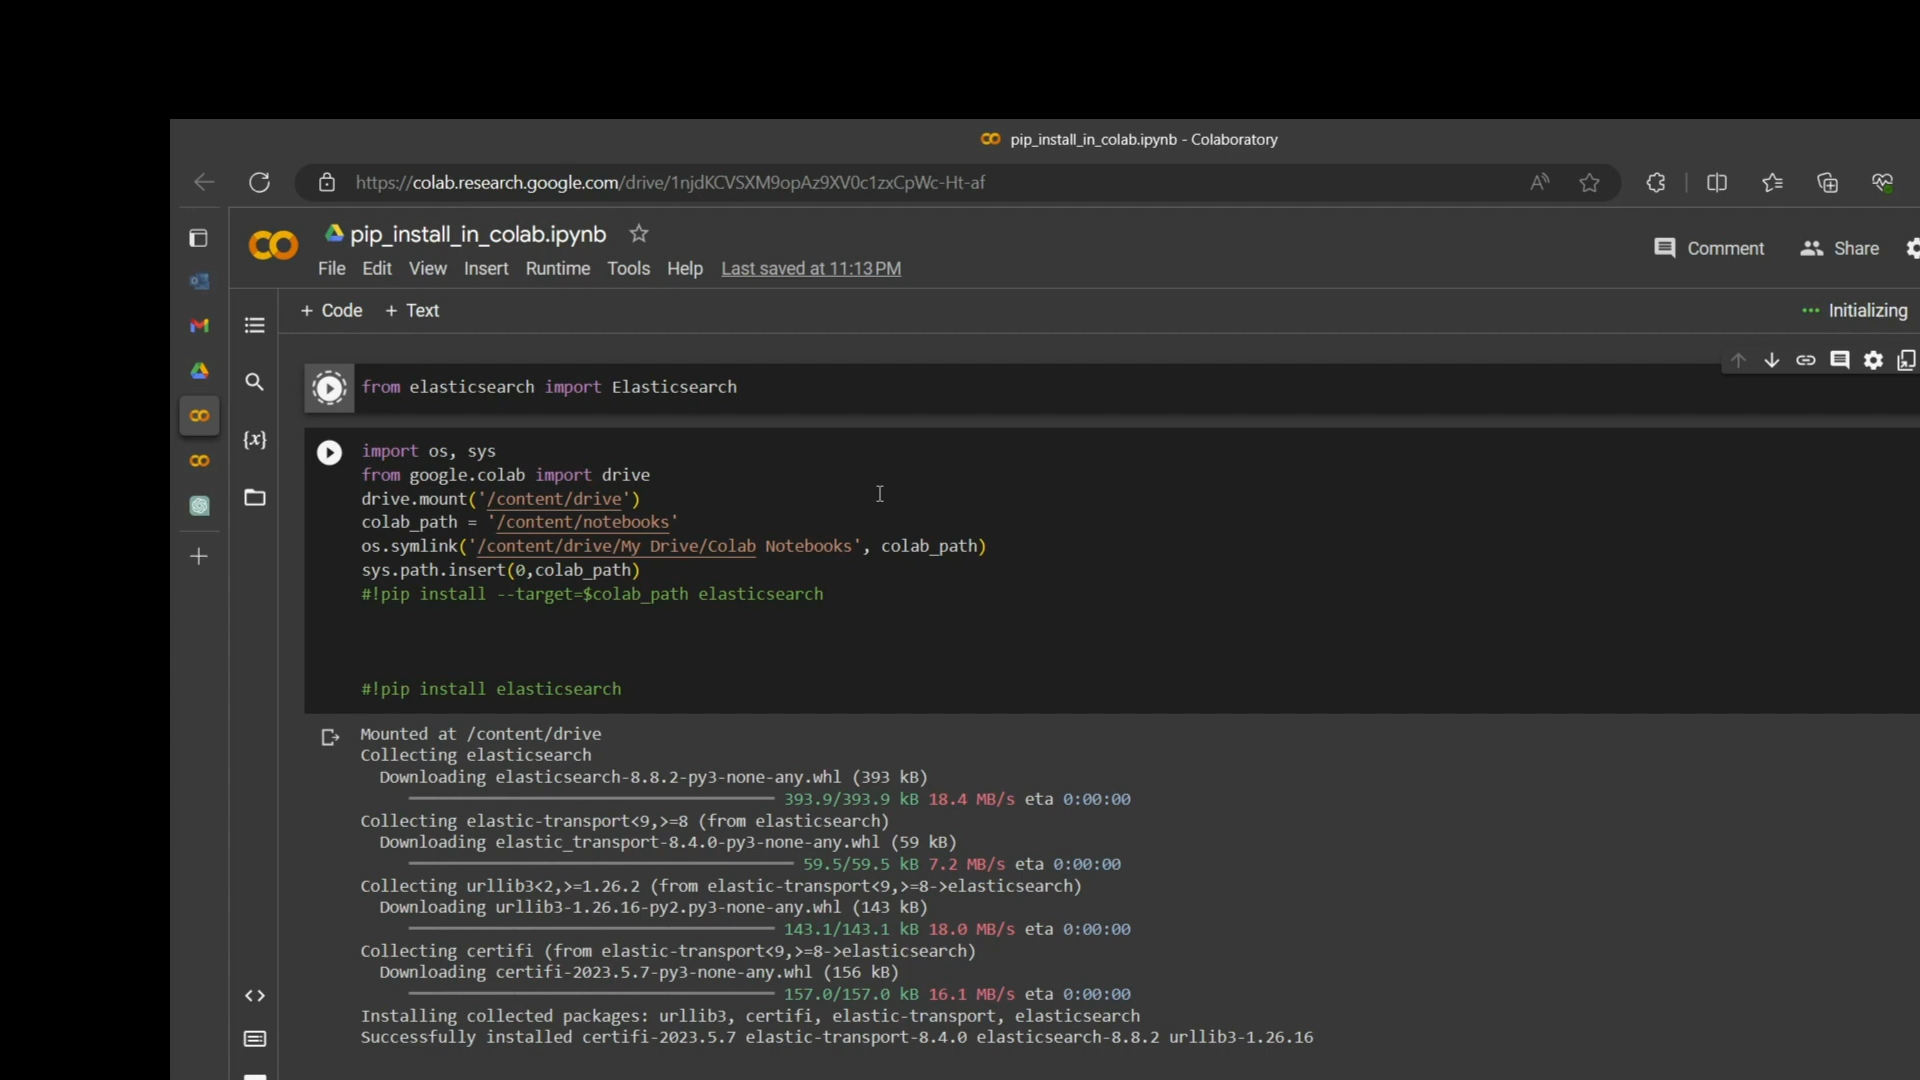 pip_install_in_colab.ipynb - Colaboratory
https://colab.research.google.com/drive/1njdKCVSXM9opAz9XV0c1zxCpWc-Ht-af
pip_install_in_colab.ipynb
File Edit View Insert Runtime Tools Help Last saved at 11:13 PM
Comment Share
+ Code + Text
Initializing
from elasticsearch import Elasticsearch
{x}
import os, sys
from google.colab import drive
drive.mount('/content/drive')
colab_path = '/content/notebooks'
os.symlink('/content/drive/My Drive/Colab Notebooks', colab_path)
sys.path.insert(0,colab_path)
#!pip install --target=$colab_path elasticsearch
#!pip install elasticsearch
Mounted at /content/drive
Collecting elasticsearch
Downloading elasticsearch-8.8.2-py3-none-any.whl (393 kB)
393.9/393.9 kB 18.4 MB/s eta 0:00:00
Collecting elastic-transport<9,>=8 (from elasticsearch)
Downloading elastic_transport-8.4.0-py3-none-any.whl (59 kB)
59.5/59.5 kB 7.2 MB/s eta 0:00:00
Collecting urllib3<2,>=1.26.2 (from elastic-transport<9,>=8->elasticsearch)
Downloading urllib3-1.26.16-py2.py3-none-any.whl (143 kB)
143.1/143.1 kB 18.0 MB/s eta 0:00:00
Collecting certifi (from elastic-transport<9,>=8->elasticsearch)
Downloading certifi-2023.5.7-py3-none-any.whl (156 kB)
157.0/157.0 kB 16.1 MB/s eta 0:00:00
Installing collected packages: urllib3, certifi, elastic-transport, elasticsearch
Successfully installed certifi-2023.5.7 elastic-transport-8.4.0 elasticsearch-8.8.2 urllib3-1.26.16